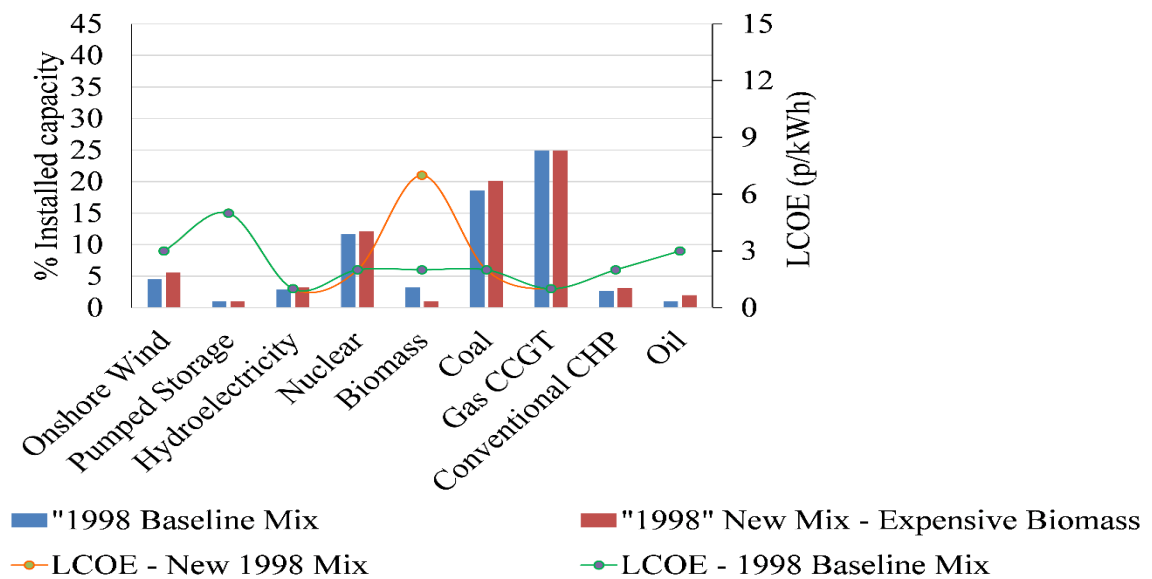 % Installed capacity
45
40
35
30
25
20
15
10
5
0
15
12
9
6
3
0
LCOE (p/kWh)
Onshore Wind
Pumped Storage
Hydroelectricity
Nuclear
Biomass
Coal
Gas CCGT
Conventional CHP
Oil
"1998 Baseline Mix
"1998" New Mix - Expensive Biomass
LCOE - New 1998 Mix
LCOE - 1998 Baseline Mix